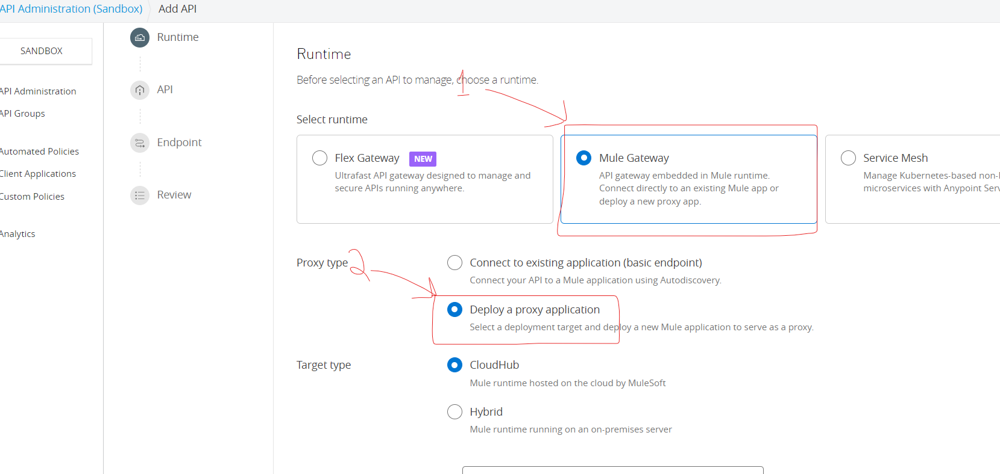 API Administration (Sandbox) Add API
SANDBOX
API Administration
API Groups
Automated Policies
Client Applications
Custom Policies
Analytics
Runtime
API
Endpoint
Review
Runtime
Before selecting an API to manage, choose a runtime.
1
Select runtime
Flex Gateway NEW
Ultrafast API gateway designed to manage and
secure APIs running anywhere.
Mule Gateway
API gateway embedded in Mule runtime.
Connect directly to an existing Mule app or
deploy a new proxy app.
Service Mesh
Manage Kubernetes-based non-
microservices with Anypoint Serv
Proxy type
2
Connect to existing application (basic endpoint)
Connect your API to a Mule application using Autodiscovery.
Deploy a proxy application
Select a deployment target and deploy a new Mule application to serve as a proxy.
Target type
CloudHub
Mule runtime hosted on the cloud by MuleSoft
Hybrid
Mule runtime running on an on-premises server